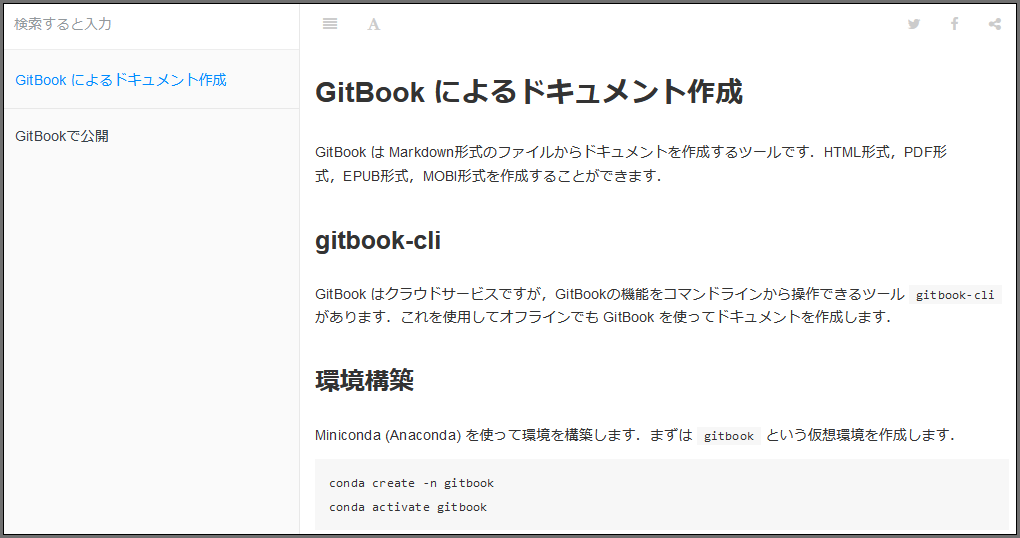 検索すると入力
GitBook によるドキュメント作成
GitBookで公開
GitBook によるドキュメント作成
GitBook は Markdown形式のファイルからドキュメントを作成するツールです．HTML形式，PDF形
式，EPUB形式，MOBI形式を作成することができます．
gitbook-cli
GitBook はクラウドサービスですが，GitBookの機能をコマンドラインから操作できるツール gitbook-cli
があります．これを使用してオフラインでも GitBook を使ってドキュメントを作成します．
環境構築
Miniconda (Anaconda) を使って環境を構築します．まずは gitbook という仮想環境を作成します．
conda create -n gitbook
conda activate gitbook